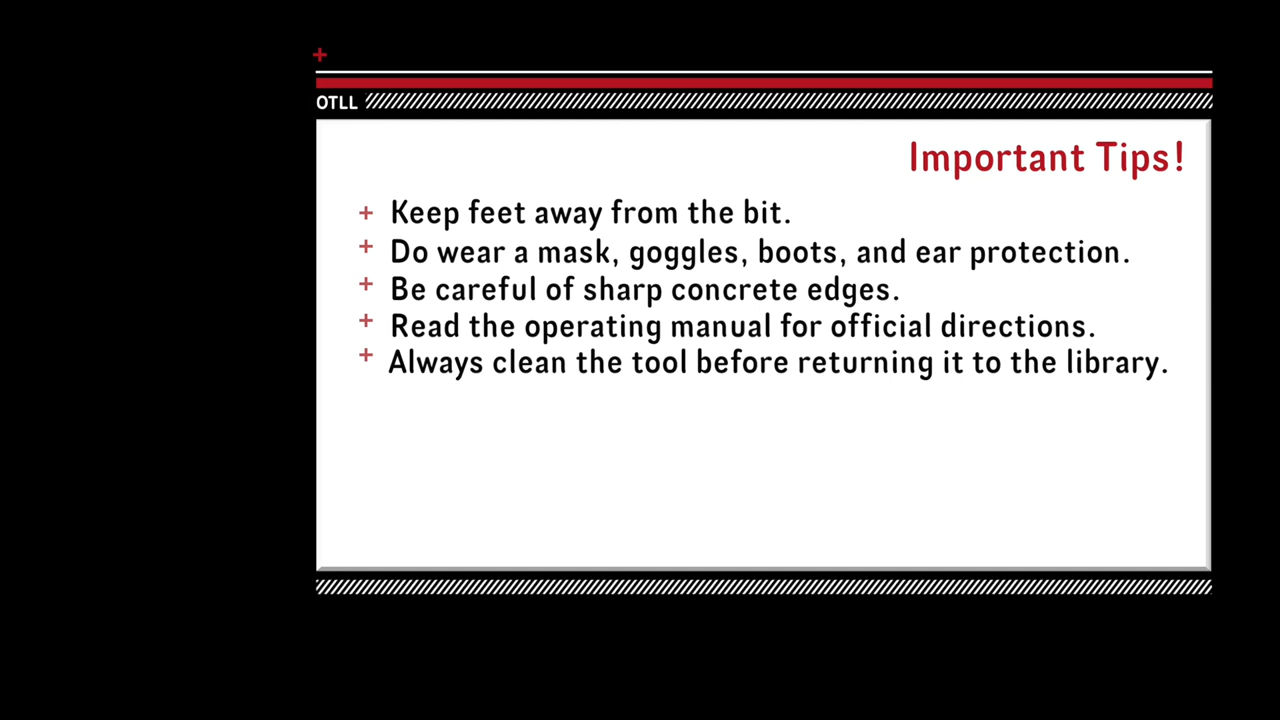 OTLL
Important Tips!
+ Keep feet away from the bit.
+ Do wear a mask, goggles, boots, and ear protection.
+ Be careful of sharp concrete edges.
+ Read the operating manual for official directions.
+ Always clean the tool before returning it to the library.